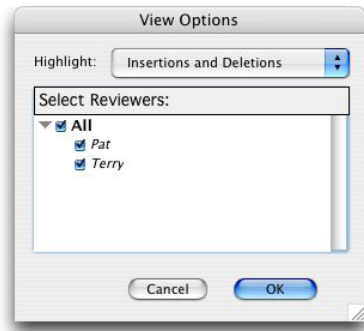 View Options
Highlight: Insertions and Deletions
Select Reviewers:
All
Pat
Terry
Cancel OK